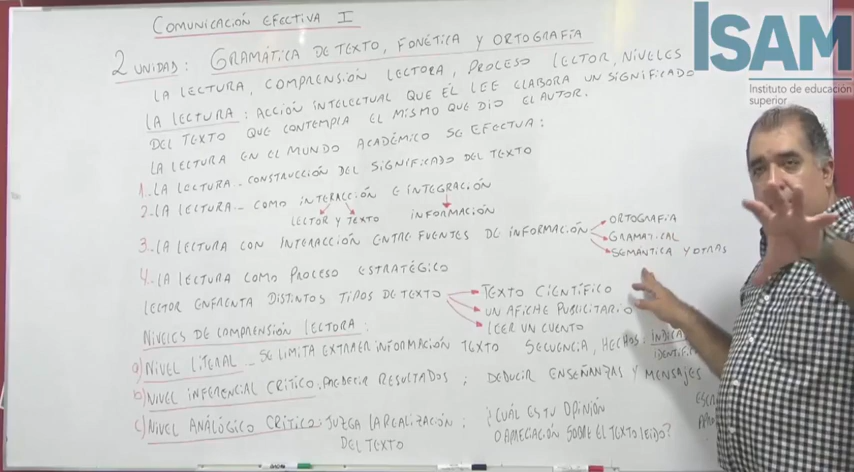 COMUNICACIÓN EFECTIVA I
2 UNIDAD: GRAMÁTICA DE TEXTO, FONÉTICA Y ORTOGRAFÍA
LA LECTURA, COMPRENSIÓN LECTORA, PROCESO LECTOR, NIVELES
LA LECTURA: ACCIÓN INTELECTUAL QUE EL LEE ELABORA UN SIGNIFICADO
DEL TEXTO QUE CONTEMPLA EL MISMO QUE DIO EL AUTOR.
LA LECTURA EN EL MUNDO ACADÉMICO SE EFECTUA:
1.- LA LECTURA - CONSTRUCCIÓN DEL SIGNIFICADO DEL TEXTO
2.- LA LECTURA - COMO INTERACCIÓN E INTEGRACIÓN
LECTOR Y TEXTO INFORMACIÓN
3. LA LECTURA CON INTERACCIÓN ENTRE FUENTES DE INFORMACIÓN
ORTOGRAFÍA
GRAMATICAL
SEMÁNTICA Y OTRAS
4. LA LECTURA COMO PROCESO ESTRATÉGICO
LECTOR ENFRENTA DISTINTOS TIPOS DE TEXTO
TEXTO CIENTÍFICO
UN AFICHE PUBLICITARIO
LEER UN CUENTO
NIVELES DE COMPRENSIÓN LECTORA:
a) NIVEL LITERAL - SE LIMITA EXTRAER INFORMACIÓN TEXTO SECUENCIA, HECHOS:
b) NIVEL INFERENCIAL CRÍTICO: PREDECIR RESULTADOS; DEDUCIR ENSEÑANZAS Y MENSAJES
c) NIVEL ANALÓGICO CRÍTICO: JUZGA LA REALIZACIÓN ; ¿CUÁL ES TU OPINIÓN
DEL TEXTO O APRECIACIÓN SOBRE EL TEXTO LEIDO?
ISAM
Instituto de educación
superior